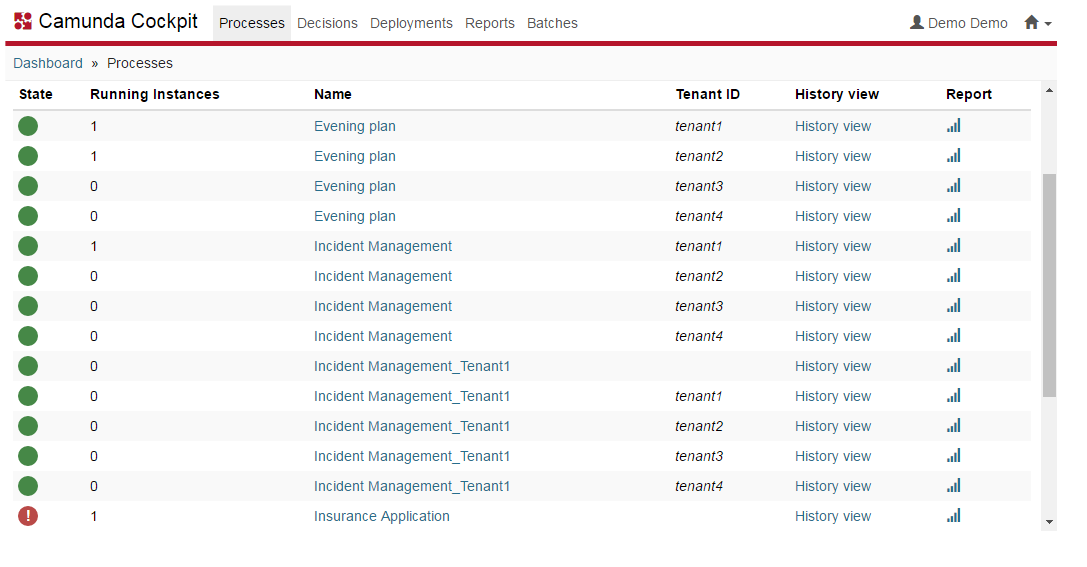 Camunda Cockpit Processes Decisions Deployments Reports Batches Demo Demo
Dashboard » Processes
State Running Instances Name Tenant ID History view Report
1 Evening plan tenant1 History view
1 Evening plan tenant2 History view
0 Evening plan tenant3 History view
0 Evening plan tenant4 History view
1 Incident Management tenant1 History view
0 Incident Management tenant2 History view
0 Incident Management tenant3 History view
0 Incident Management tenant4 History view
0 Incident Management_Tenant1 History view
0 Incident Management_Tenant1 tenant1 History view
0 Incident Management_Tenant1 tenant2 History view
0 Incident Management_Tenant1 tenant3 History view
0 Incident Management_Tenant1 tenant4 History view
! 1 Insurance Application History view